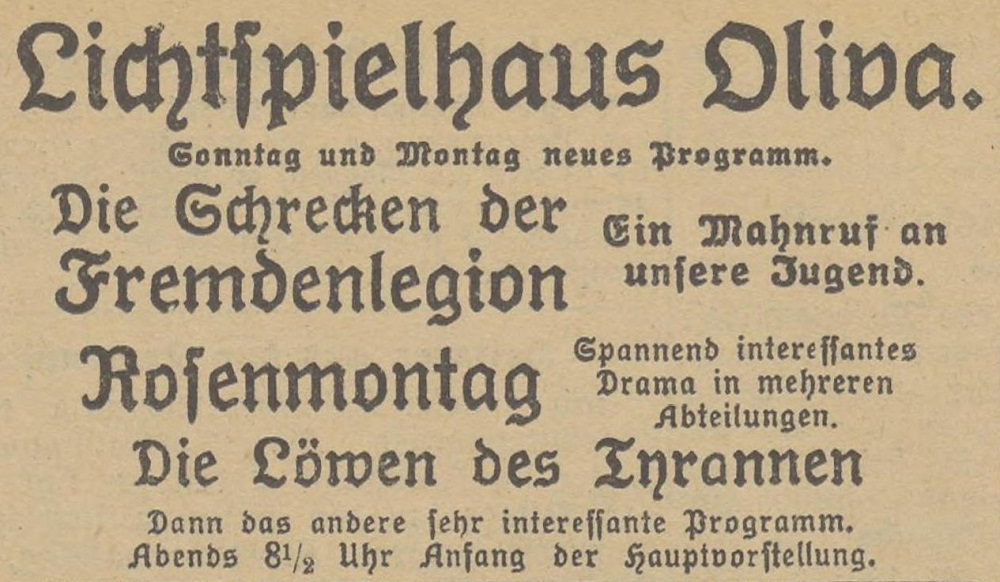 Lichtſpielhaus Oliva.
Sonntag und Montag neues Programm.
Die Schrecken der
Fremdenlegion
Ein Mahnruf an
unſere Jugend.
Roſenmontag
Spannend intereſſantes
Drama in mehreren
Abteilungen.
Die Löwen des Tyrannen
Dann das andere ſehr intereſſante Programm.
Abends 8½ Uhr Anfang der Hauptvorſtellung.